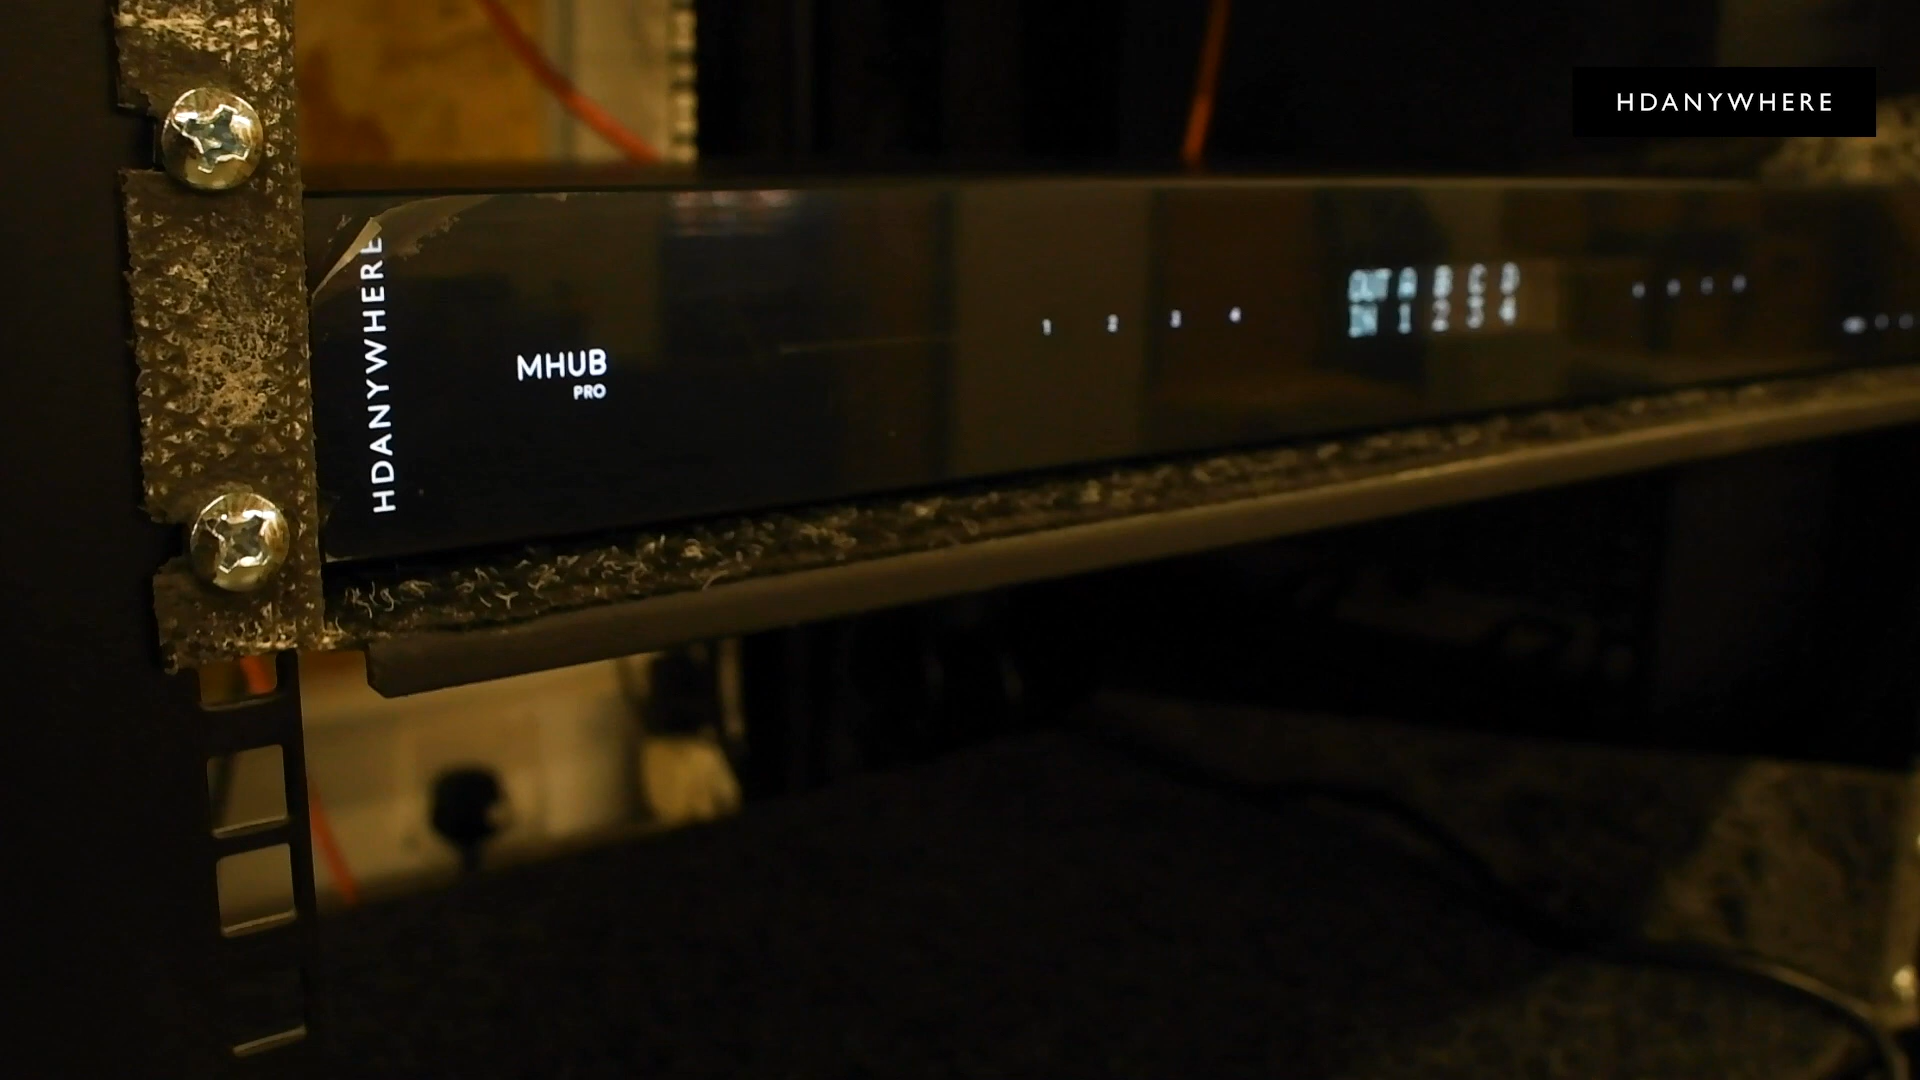 HDANYWHERE
HDANYWHERE
MHUB
PRO
1 2 3 4
OUT A B C D
IN 1 2 3 4